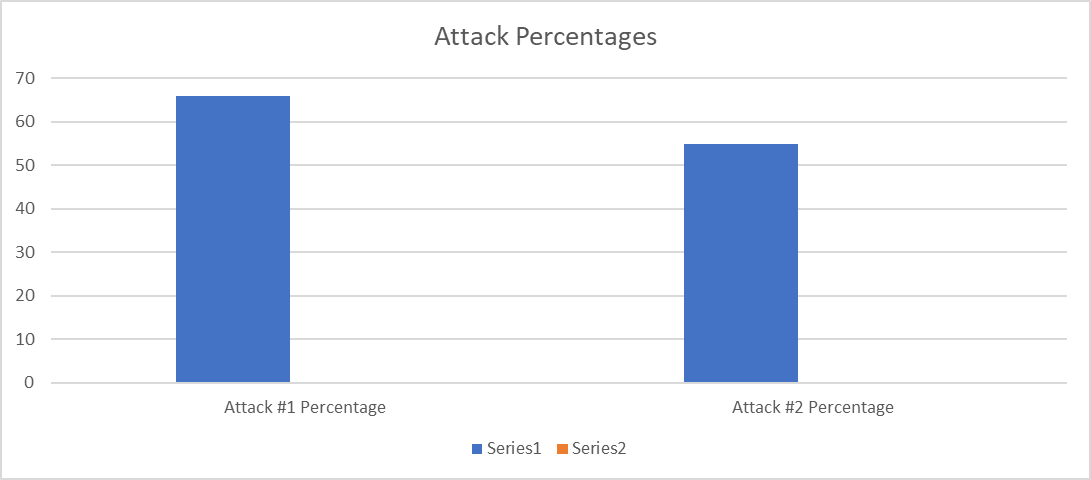 Attack Percentages
70
60
50
40
30
20
10
0
Attack #1 Percentage
Attack #2 Percentage
Series1 Series2